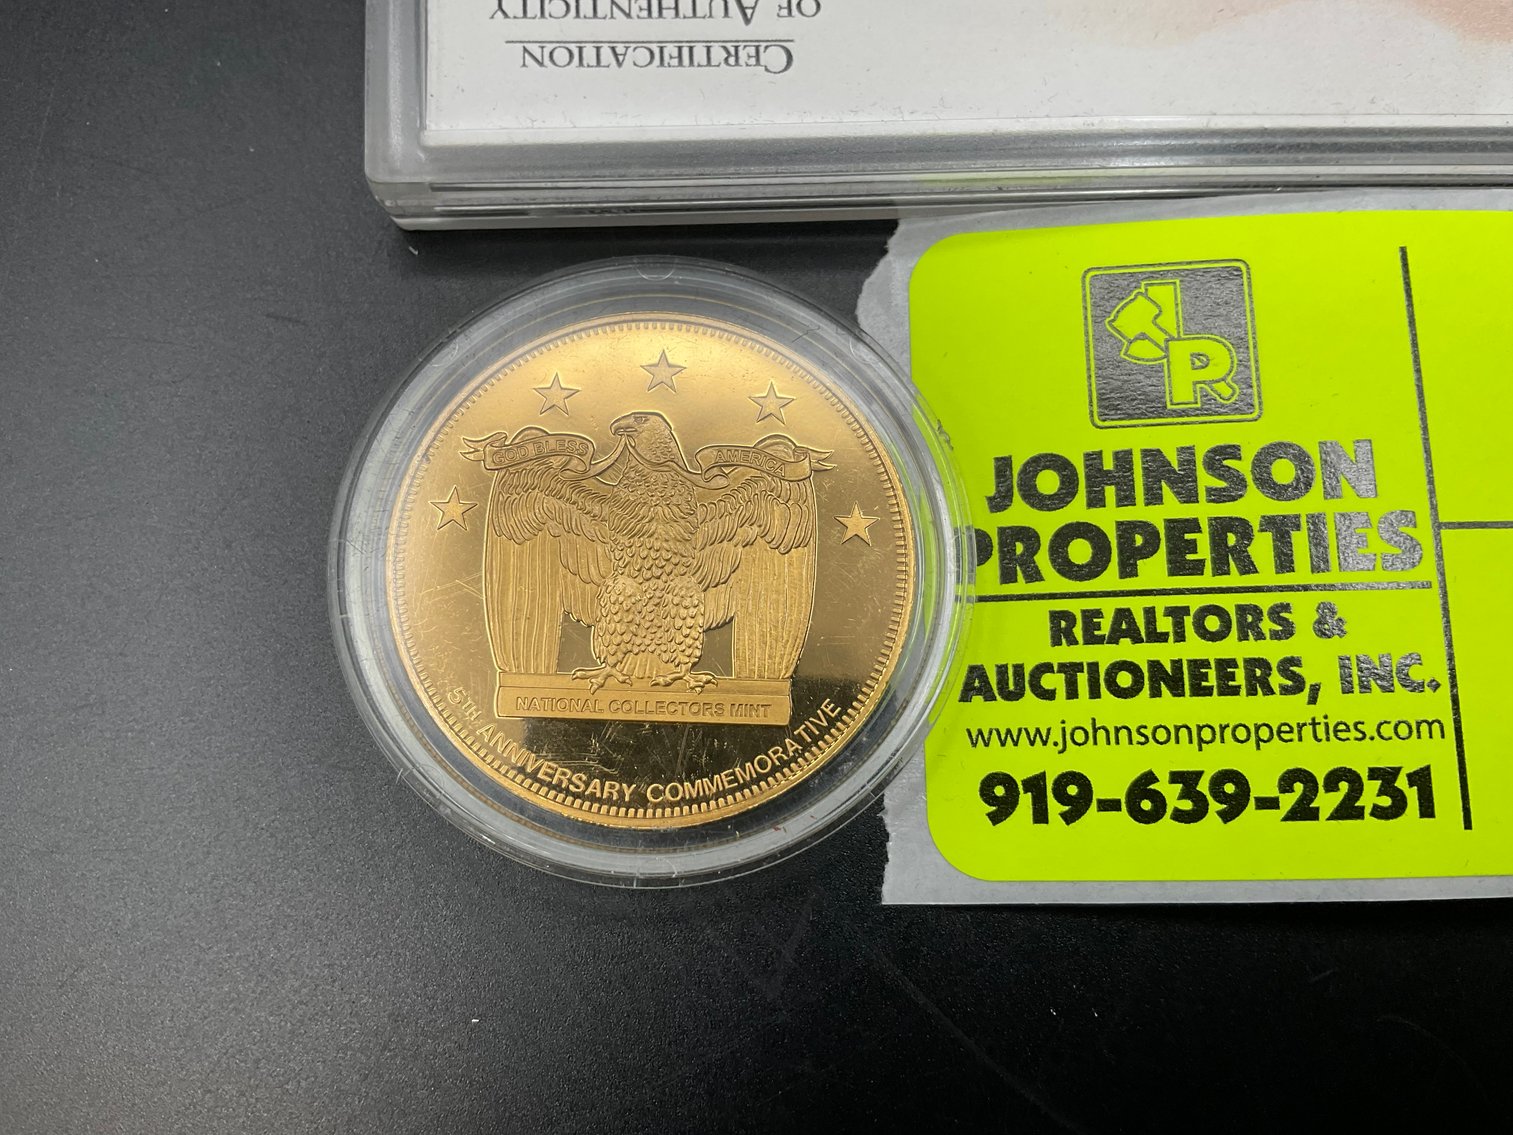 CERTIFICATION
OF AUTHENTICITY
GOD BLESS AMERICA
NATIONAL COLLECTORS MINT
5TH ANNIVERSARY COMMEMORATIVE
JPR
JOHNSON
PROPERTIES
REALTORS &
AUCTIONEERS, INC.
www.johnsonproperties.com
919-639-2231